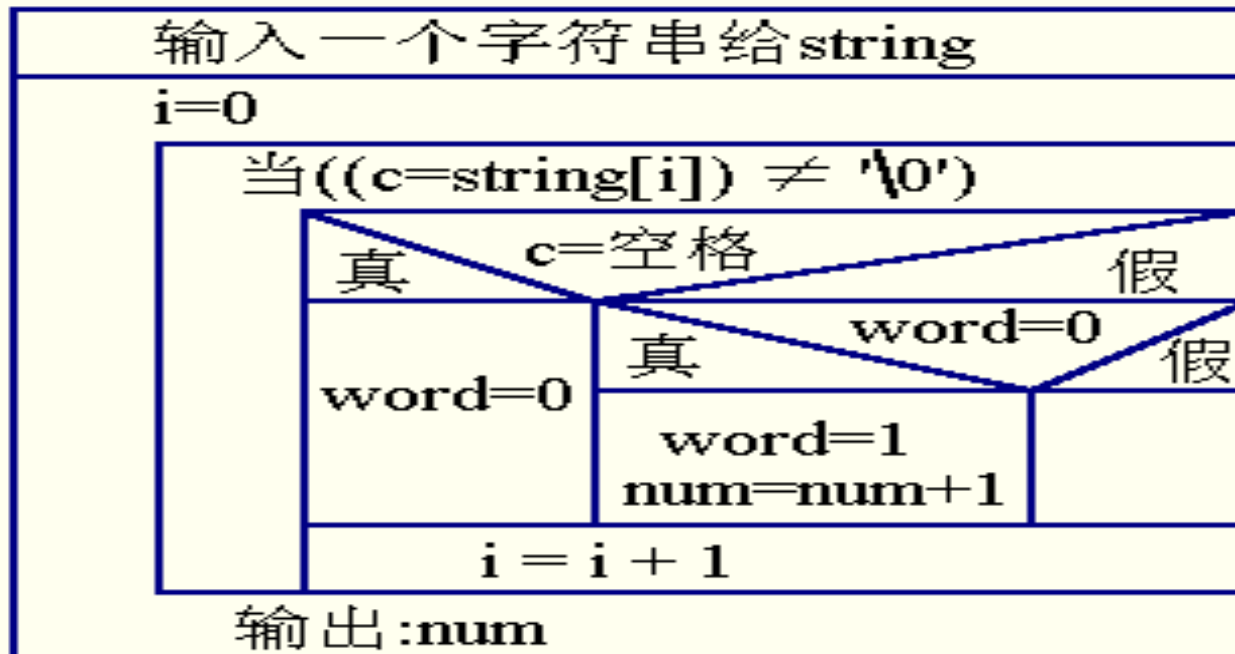 输入一个字符串给string
i=0
当((c=string[i]) ≠ '\0')
c=空格
真
假
word=0
真
假
word=0
word=1
num=num+1
i = i + 1
输出:num